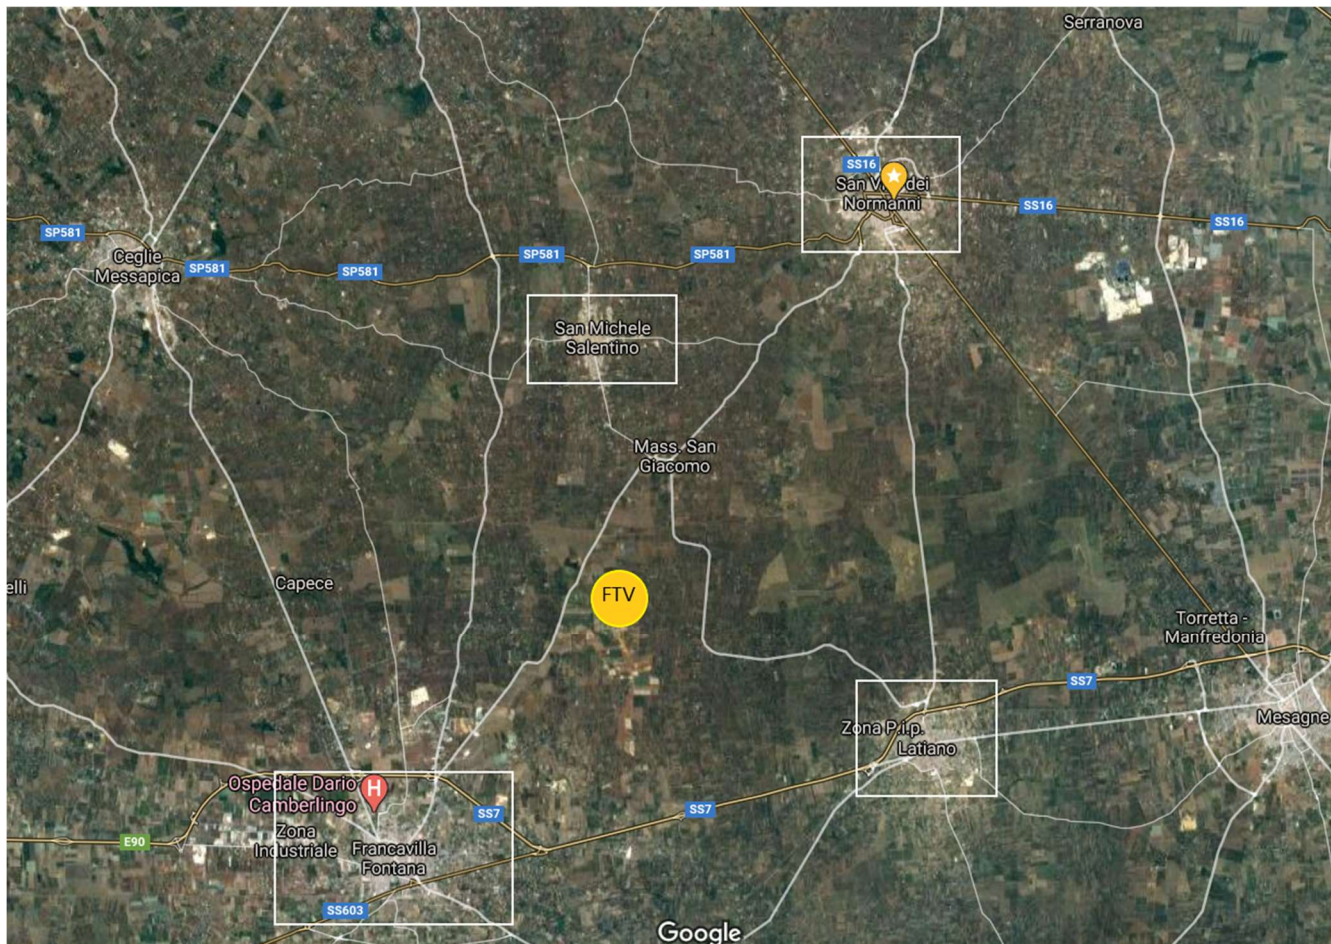 Serranova
SS16
San Vito dei
Normanni
SS16
SS16
SP581
Ceglie
Messapica
SP581
SP581
SP581
SP581
San Michele
Salentino
Mass. San
Giacomo
elli
Capece
FTV
Torretta -
Manfredonia
SS7
Mesagne
Zona P.i.p.
Latiano
Ospedale Dario
Camberlingo
H
SS7
SS7
E90
Zona
Industriale
Francavilla
Fontana
SS603
Google